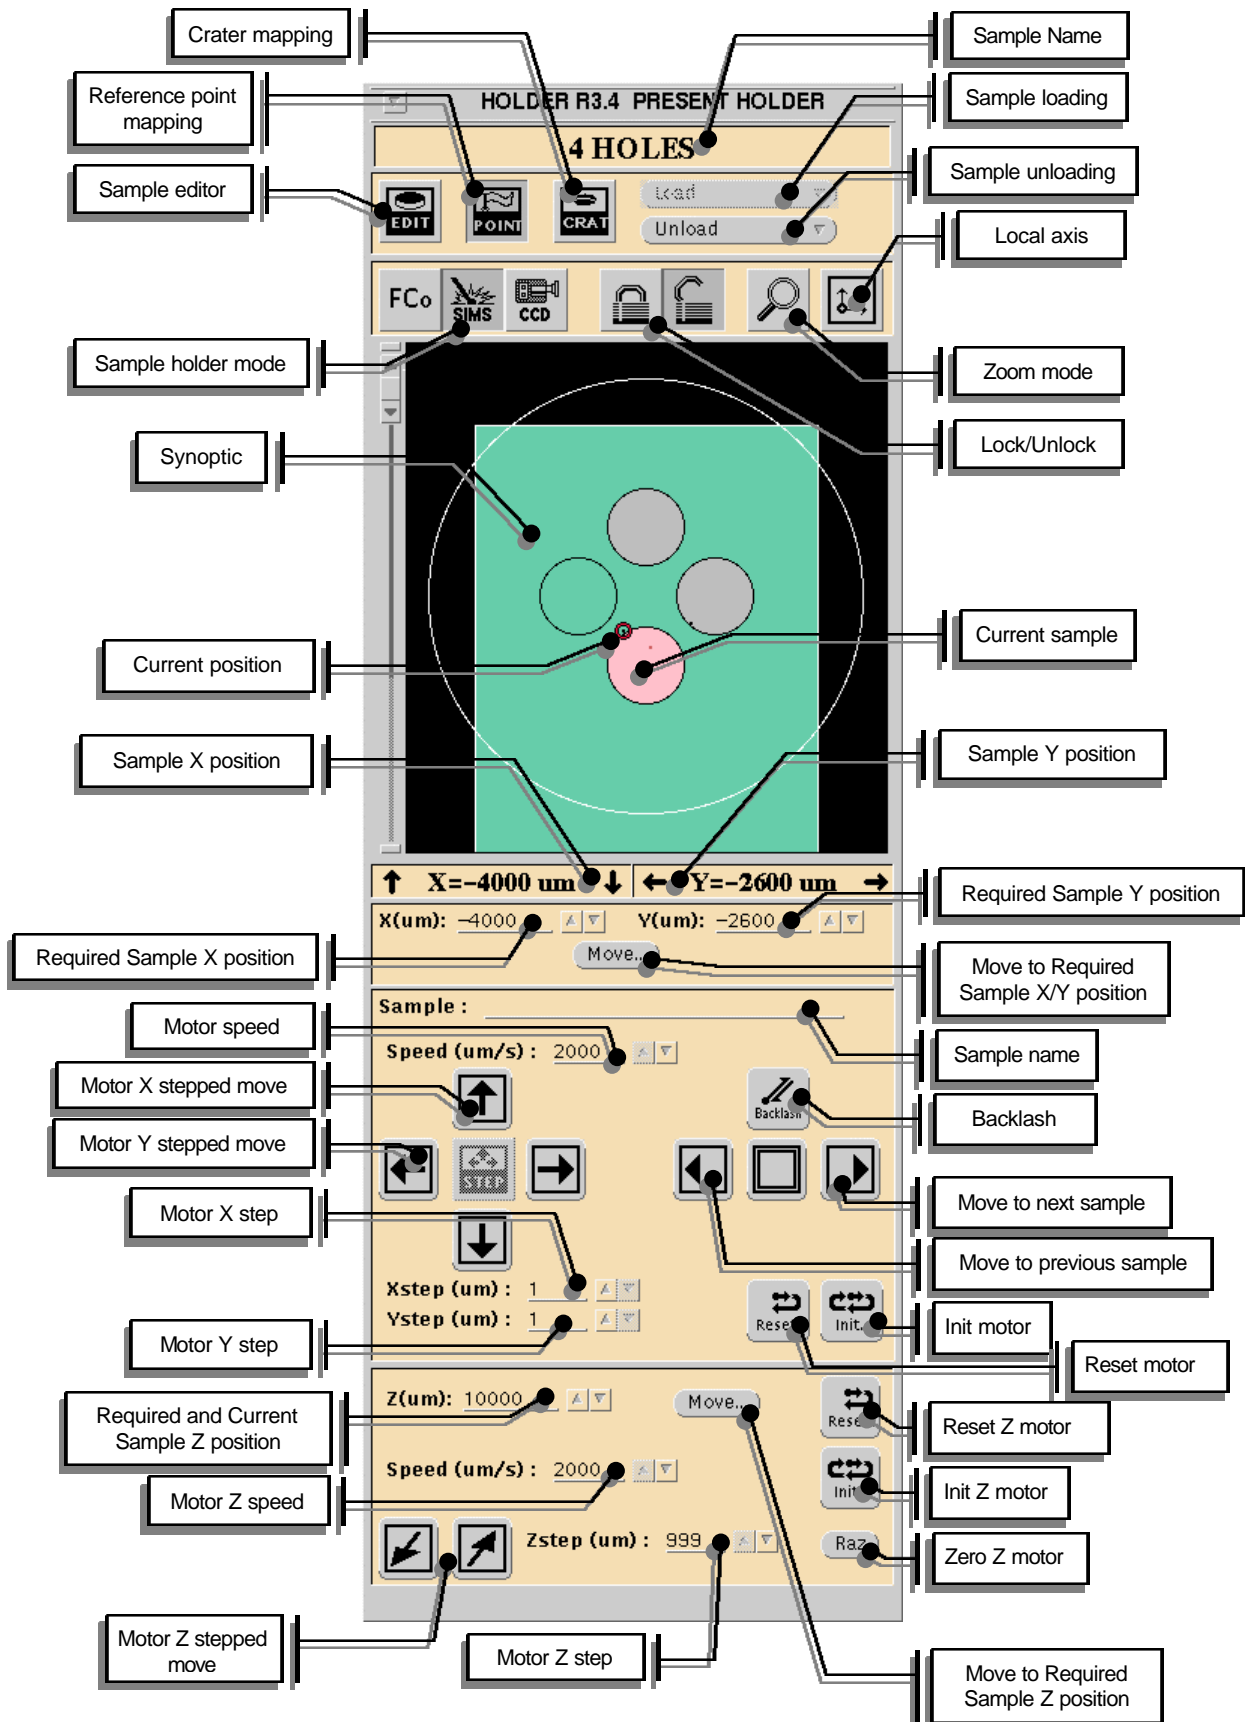 Crater mapping
Sample Name
Reference point
mapping
HOLDER R3.4 PRESENT HOLDER
Sample loading
4 HOLES
Sample editor
EDIT
POINT
CRAT
Load
Unload
Sample unloading
Local axis
FCo
SIMS
CCD
Sample holder mode
Zoom mode
Lock/Unlock
Synoptic
Current position
Current sample
Sample X position
Sample Y position
X=-4000 um
Y=-2600 um
Required Sample Y position
X(um): -4000
Y(um): -2600
Required Sample X position
Move...
Move to Required
Sample X/Y position
Sample :
Motor speed
Speed (um/s) : 2000
Sample name
Motor X stepped move
Backlash
Backlash
Motor Y stepped move
STEP
Motor X step
Move to next sample
Move to previous sample
Xstep (um) : 1
Ystep (um) : 1
Reset
Init.
Init motor
Motor Y step
Reset motor
Z(um): 10000
Move...
Reset
Required and Current
Sample Z position
Reset Z motor
Speed (um/s) : 2000
Init
Init Z motor
Motor Z speed
Zstep (um) : 999
Raz
Zero Z motor
Motor Z stepped
move
Motor Z step
Move to Required
Sample Z position